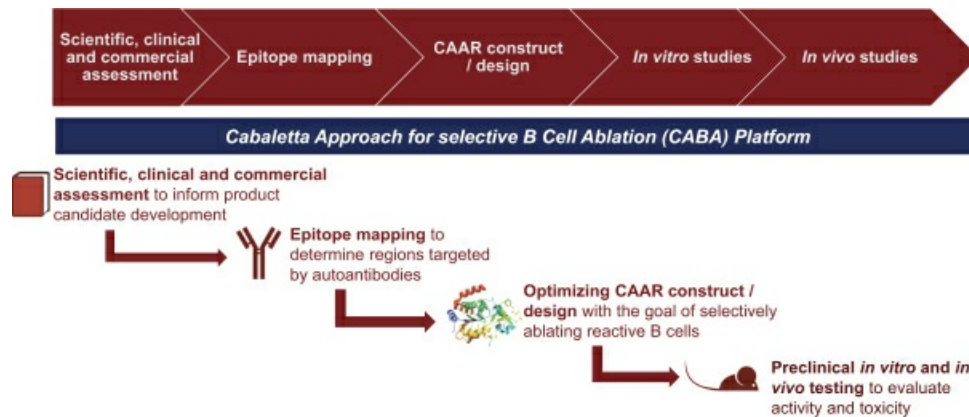 Scientific, clinical
and commercial
assessment
Epitope mapping
CAAR construct
/ design
In vitro studies
In vivo studies
Cabaletta Approach for selective B Cell Ablation (CABA) Platform
Scientific, clinical and commercial
assessment to inform product
candidate development
Epitope mapping to
determine regions targeted
by autoantibodies
Optimizing CAAR construct /
design with the goal of selectively
ablating reactive B cells
Preclinical in vitro and in
vivo testing to evaluate
activity and toxicity